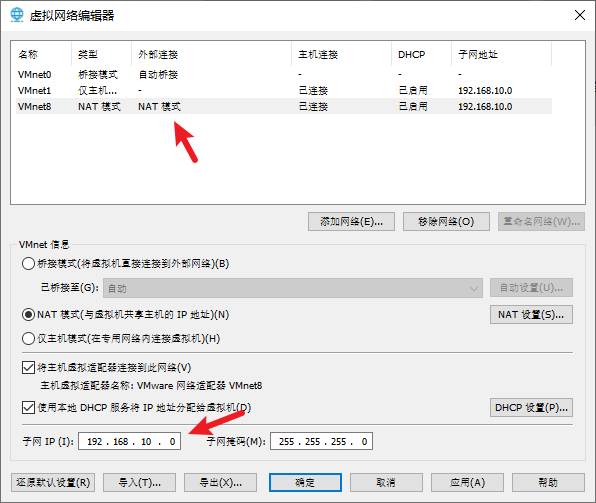 虚拟网络编辑器
名称 类型 外部连接 主机连接 DHCP 子网地址
VMnet0 桥接模式 自动桥接 - - -
VMnet1 仅主机... - 已连接 已启用 192.168.10.0
VMnet8 NAT 模式 NAT 模式 已连接 已启用 192.168.10.0
添加网络(E)... 移除网络(O) 重命名网络(W)...
VMnet 信息
桥接模式(将虚拟机直接连接到外部网络)(B)
已桥接至(G): 自动 自动设置(U)...
NAT 模式(与虚拟机共享主机的 IP 地址)(N) NAT 设置(S)...
仅主机模式(在专用网络内连接虚拟机)(H)
将主机虚拟适配器连接到此网络(V)
主机虚拟适配器名称: VMware 网络适配器 VMnet8
使用本地 DHCP 服务将 IP 地址分配给虚拟机(D) DHCP 设置(P)...
子网 IP (I): 192 . 168 . 10 . 0 子网掩码(M): 255 . 255 . 255 . 0
还原默认设置(R) 导入(T)... 导出(X)... 确定 取消 应用(A) 帮助